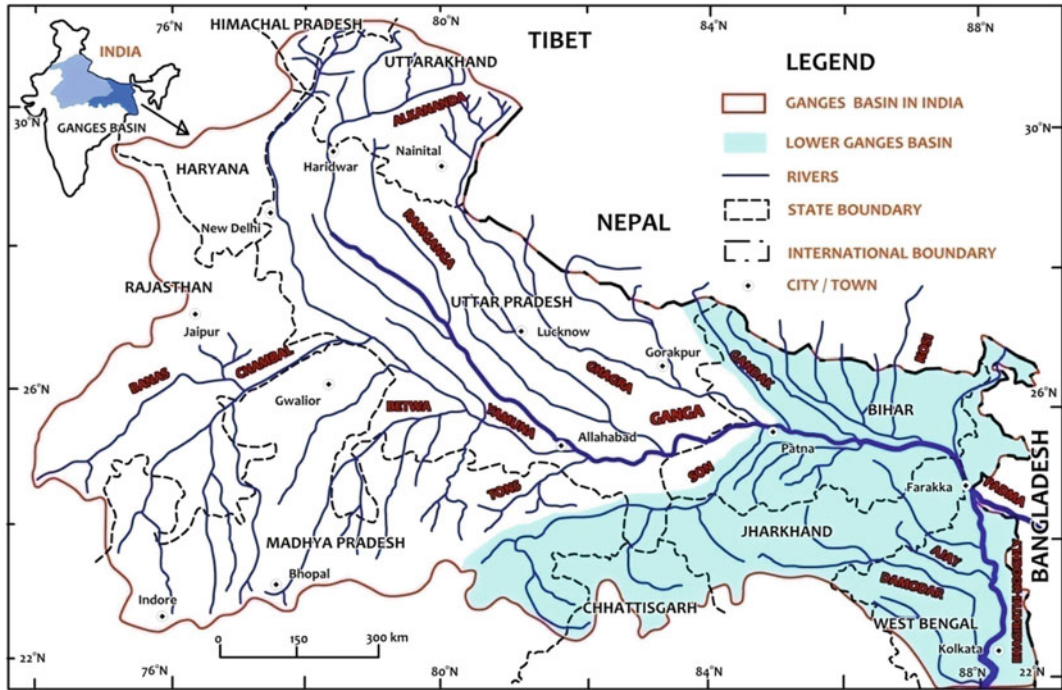 76°N
HIMACHAL PRADESH
80°N
TIBET
84°N
88°N
INDIA
UTTARAKHAND
LEGEND
GANGES BASIN IN INDIA
30°N
GANGES BASIN
ALKANANDA
30°N
LOWER GANGES BASIN
HARYANA
Haridwar
Nainital
RIVERS
STATE BOUNDARY
New Delhi
RAMGANGA
NEPAL
INTERNATIONAL BOUNDARY
RAJASTHAN
UTTAR PRADESH
CITY / TOWN
Jaipur
Lucknow
KOSI
BANAS
CHAMBAL
Gorakpur
GANDAK
26°N
Gwalior
GHAGRA
BIHAR
26°N
BETWA
YAMUNA
GANGA
Allahabad
Patna
SON
Farakka
PADMA
TONS
BANGLADESH
MADHYA PRADESH
JHARKHAND
AJAY
Bhopal
DAMODAR
Indore
CHHATTISGARH
WEST BENGAL
BHAGIRATHI-HOOGHLY
0 150 300 km
Kolkata
22°N
76°N
80°N
84°N
88°N
22°N